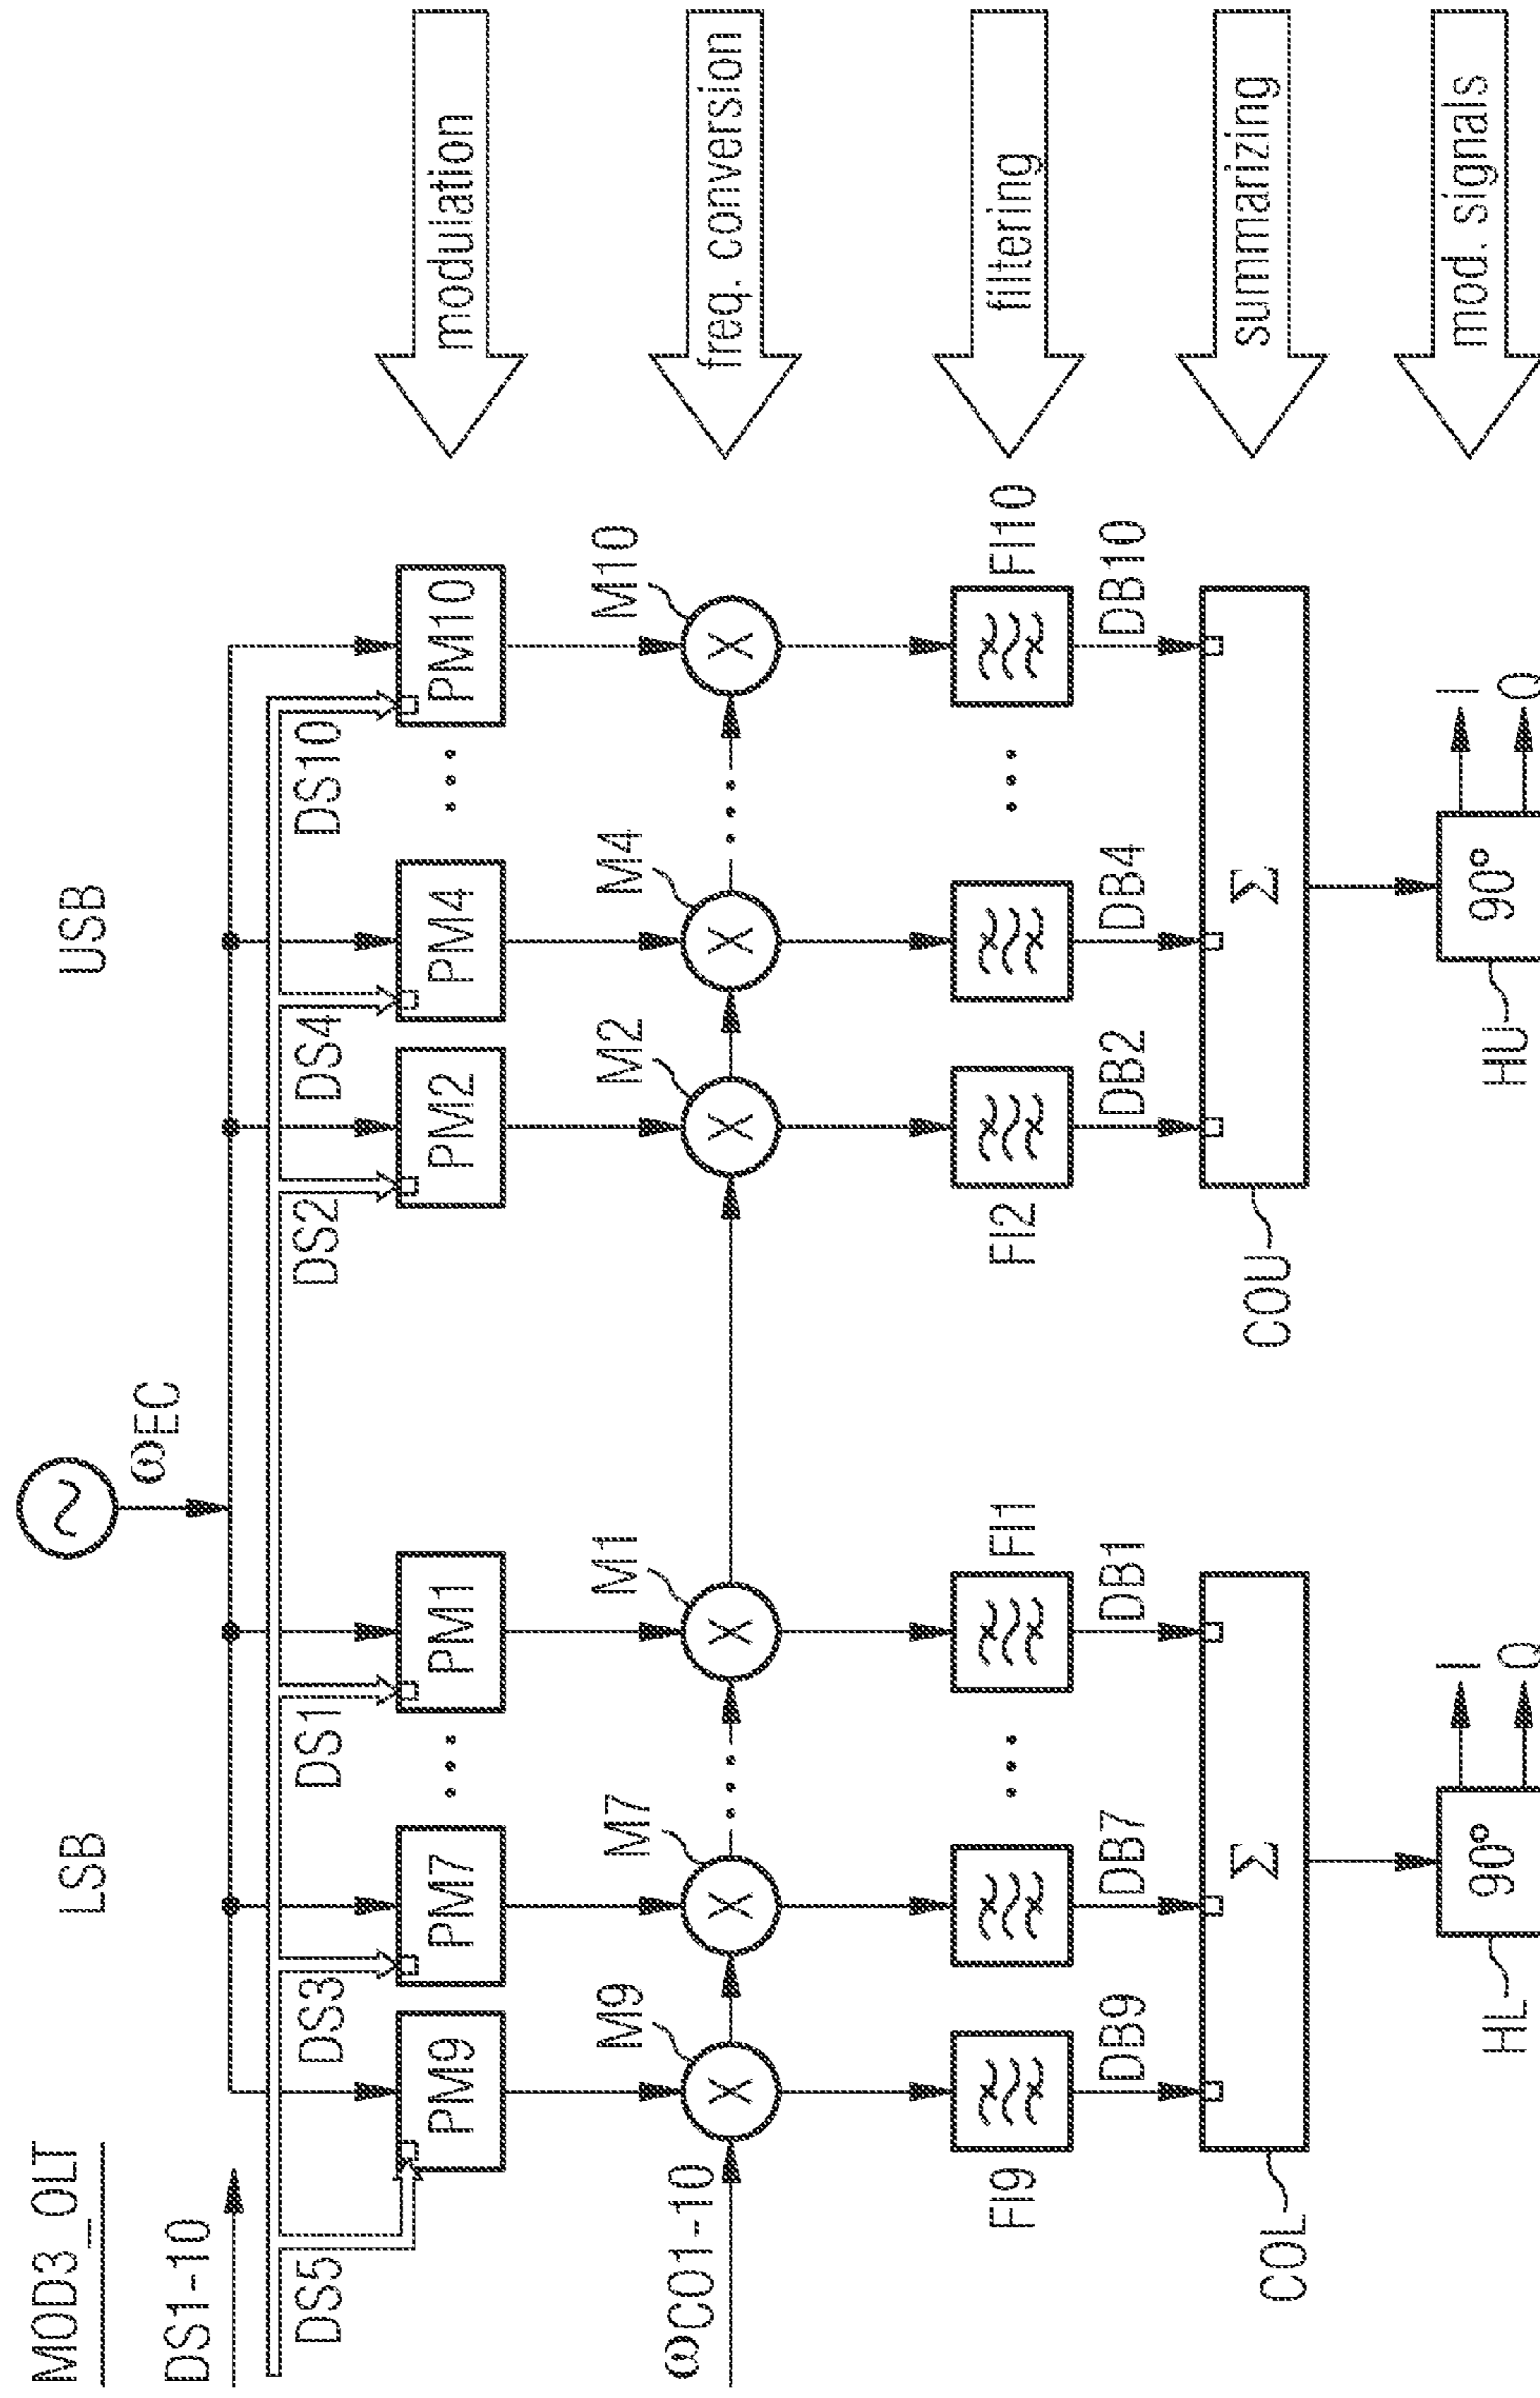 MOD3_OLT
LSB
USB
DS1-10
ωEC
DS5
DS3
DS1
DS2
DS4
DS10
PM9
PM7
...
PM1
PM2
PM4
...
PM10
modulation
ωCO1-10
M9
M7
...
M1
M2
M4
...
M10
X
X
X
X
X
X
freq. conversion
FI9
...
FI1
FI2
...
FI10
filtering
DB9
DB7
DB1
DB2
DB4
DB10
COL
Σ
COU
Σ
summarizing
HL
90°
I
Q
HU
90°
I
Q
mod. signals